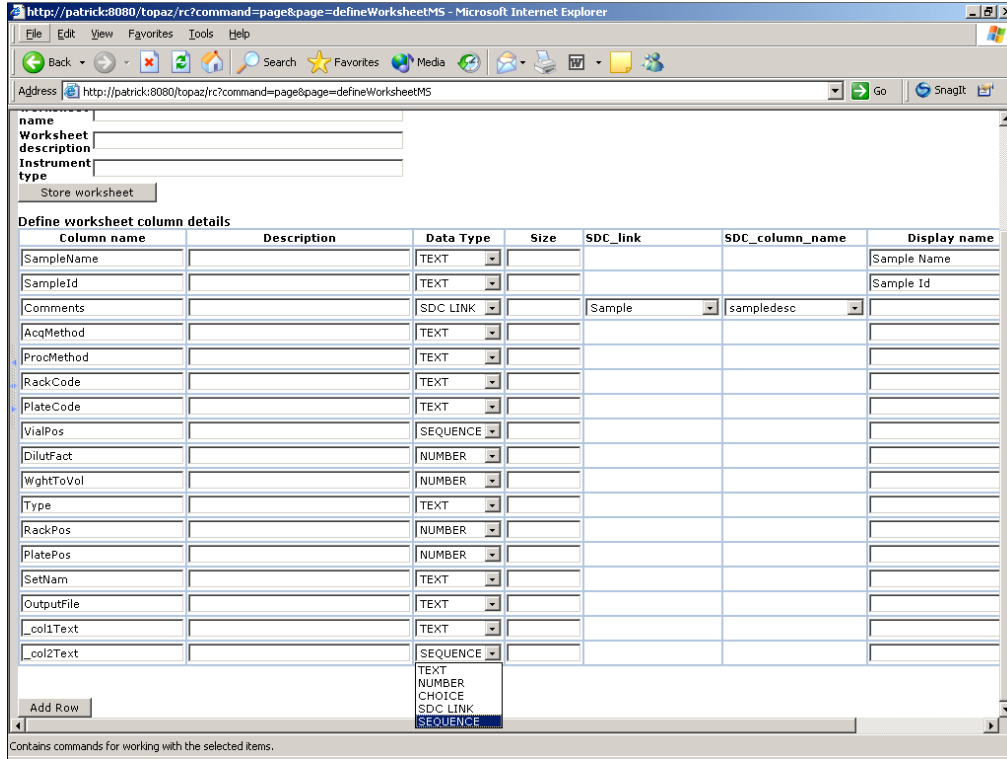 http://patrick:8080/topaz/rc?command=page&page=defineWorksheetMS - Microsoft Internet Explorer
File Edit View Favorites Tools Help
Back Search Favorites Media
Address http://patrick:8080/topaz/rc?command=page&page=defineWorksheetMS Go SnagIt
name
Worksheet
description
Instrument
type
Store worksheet
Define worksheet column details
Column name Description Data Type Size SDC_link SDC_column_name Display name
SampleName TEXT Sample Name
SampleId TEXT Sample Id
Comments SDC LINK Sample sampledesc
AcqMethod TEXT
ProcMethod TEXT
RackCode TEXT
PlateCode TEXT
VialPos SEQUENCE
DilutFact NUMBER
WghtToVol NUMBER
Type TEXT
RackPos NUMBER
PlatePos NUMBER
SetNam TEXT
OutputFile TEXT
_col1Text TEXT
_col2Text SEQUENCE
TEXT
NUMBER
CHOICE
SDC LINK
SEQUENCE
Add Row
Contains commands for working with the selected items.